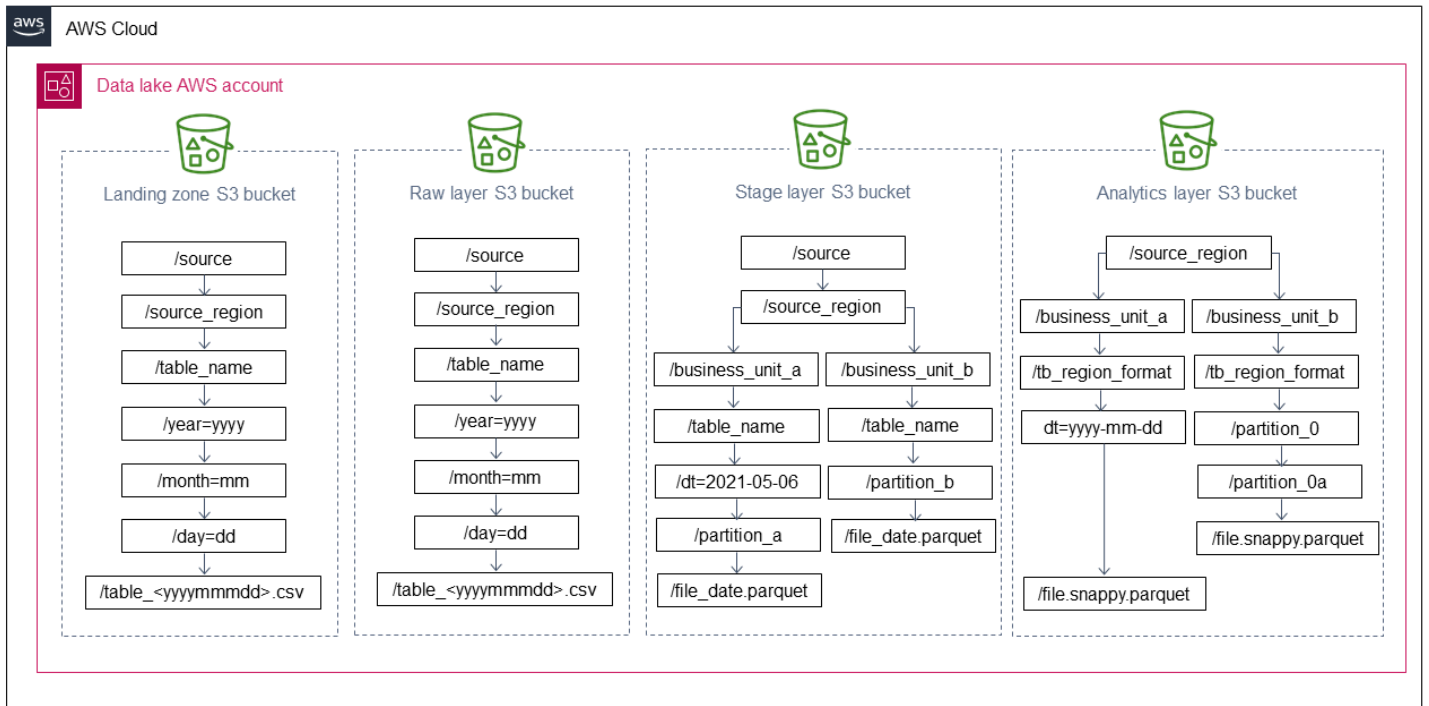 aws
AWS Cloud
Data lake AWS account
Landing zone S3 bucket
/source
/source_region
/table_name
/year=yyyy
/month=mm
/day=dd
/table_<yyyymmmdd>.csv
Raw layer S3 bucket
/source
/source_region
/table_name
/year=yyyy
/month=mm
/day=dd
/table_<yyyymmmdd>.csv
Stage layer S3 bucket
/source
/source_region
/business_unit_a
/table_name
/dt=2021-05-06
/partition_a
/file_date.parquet
/business_unit_b
/table_name
/partition_b
/file_date.parquet
Analytics layer S3 bucket
/source_region
/business_unit_a
/tb_region_format
dt=yyyy-mm-dd
/file.snappy.parquet
/business_unit_b
/tb_region_format
/partition_0
/partition_0a
/file.snappy.parquet